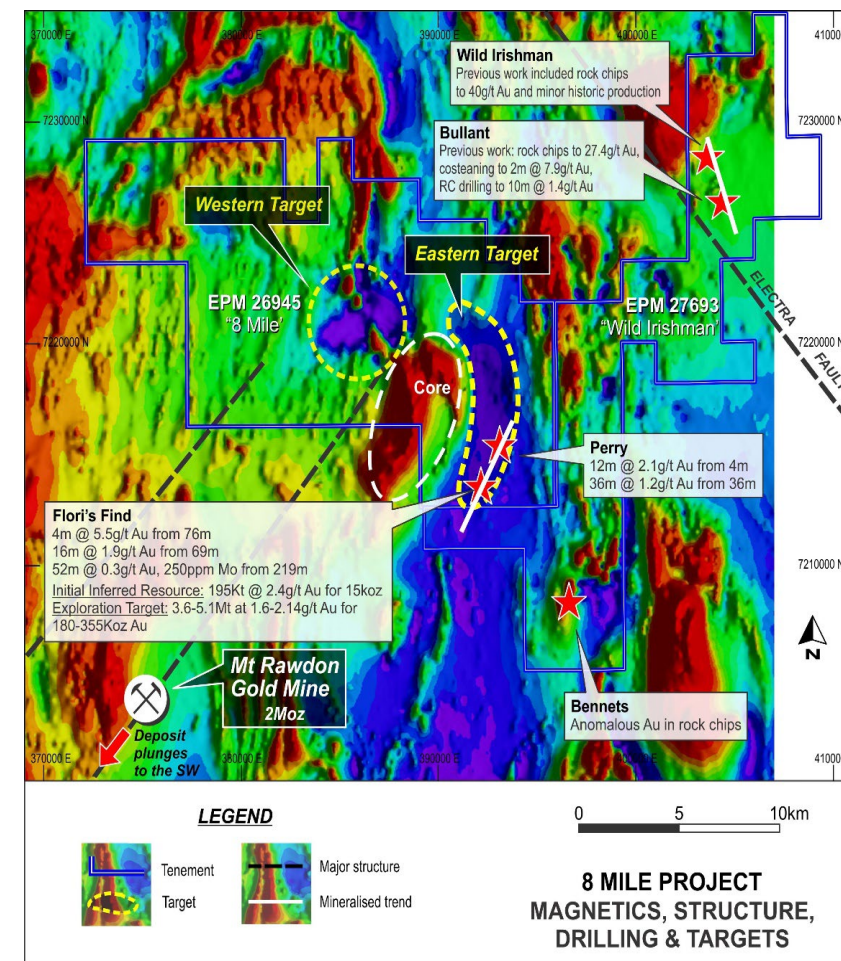 370000 E
380000 E
390000 E
400000 E
41000
Wild Irishman
Previous work included rock chips
to 40g/t Au and minor historic production
7230000 N
7230000 N
Bullant
Previous work: rock chips to 27.4g/t Au,
costeaning to 2m @ 7.9g/t Au,
RC drilling to 10m @ 1.4g/t Au
Western Target
Eastern Target
EPM 26945
"8 Mile'
EPM 27693
"Wild Irishman'
ELECTRA
FAULT
7220000 N
7220000 N
Core
Perry
12m @ 2.1g/t Au from 4m
36m @ 1.2g/t Au from 36m
Flori's Find
4m @ 5.5g/t Au from 76m
16m @ 1.9g/t Au from 69m
52m @ 0.3g/t Au, 250ppm Mo from 219m
Initial Inferred Resource: 195Kt @ 2.4g/t Au for 15koz
Exploration Target: 3.6-5.1Mt at 1.6-2.14g/t Au for
180-355Koz Au
7210000 N
N
Mt Rawdon
Gold Mine
2Moz
Deposit
plunges
to the SW
Bennets
Anomalous Au in rock chips
370000 E
380000 E
390000 E
400000 E
41000
LEGEND
Tenement
Major structure
Target
Mineralised trend
0 5 10km
8 MILE PROJECT
MAGNETICS, STRUCTURE,
DRILLING & TARGETS